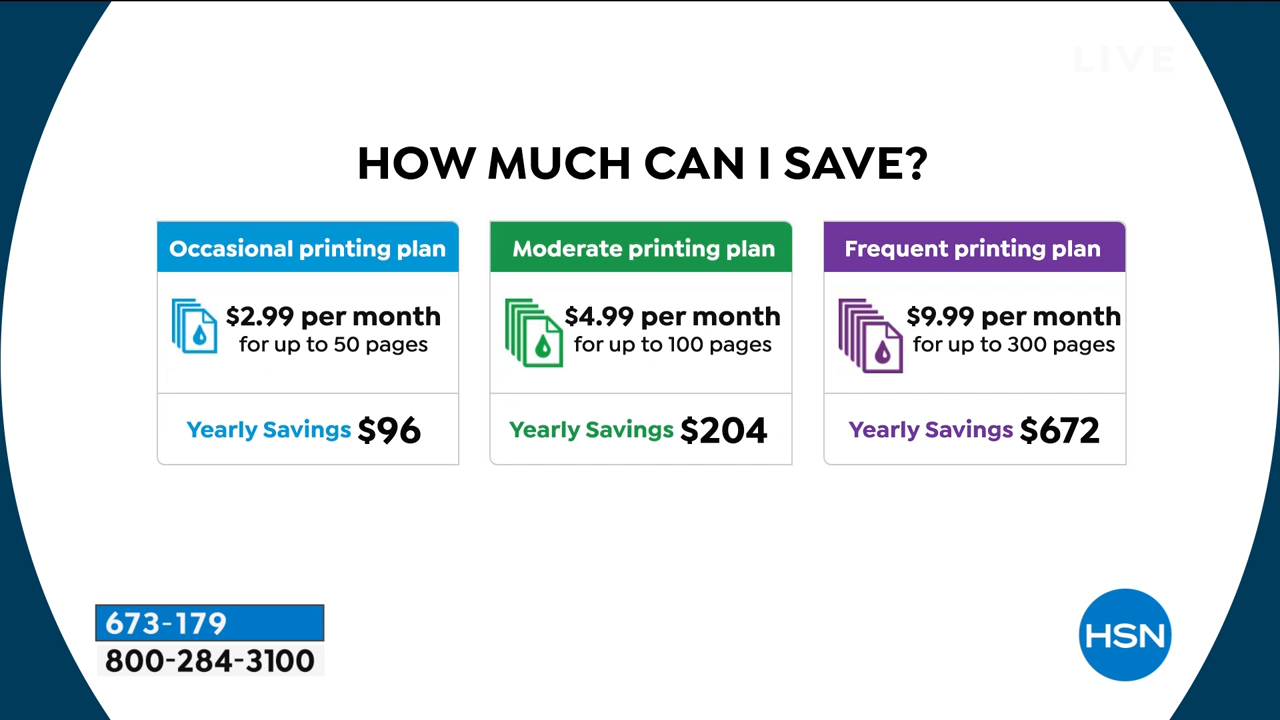 LIVE
HOW MUCH CAN I SAVE?
Occasional printing plan
$2.99 per month
for up to 50 pages
Yearly Savings $96
Moderate printing plan
$4.99 per month
for up to 100 pages
Yearly Savings $204
Frequent printing plan
$9.99 per month
for up to 300 pages
Yearly Savings $672
673-179
800-284-3100
HSN